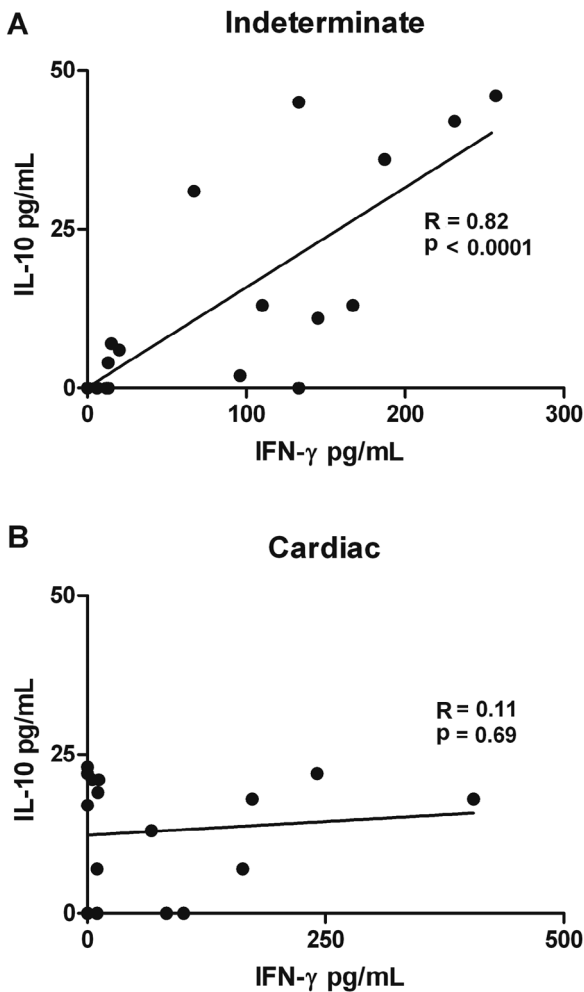 A
Indeterminate
50
25
0
IL-10 pg/mL
R = 0.82
p < 0.0001
0
100
200
300
IFN-γ pg/mL
B
Cardiac
50
25
0
IL-10 pg/mL
R = 0.11
p = 0.69
0
250
500
IFN-γ pg/mL